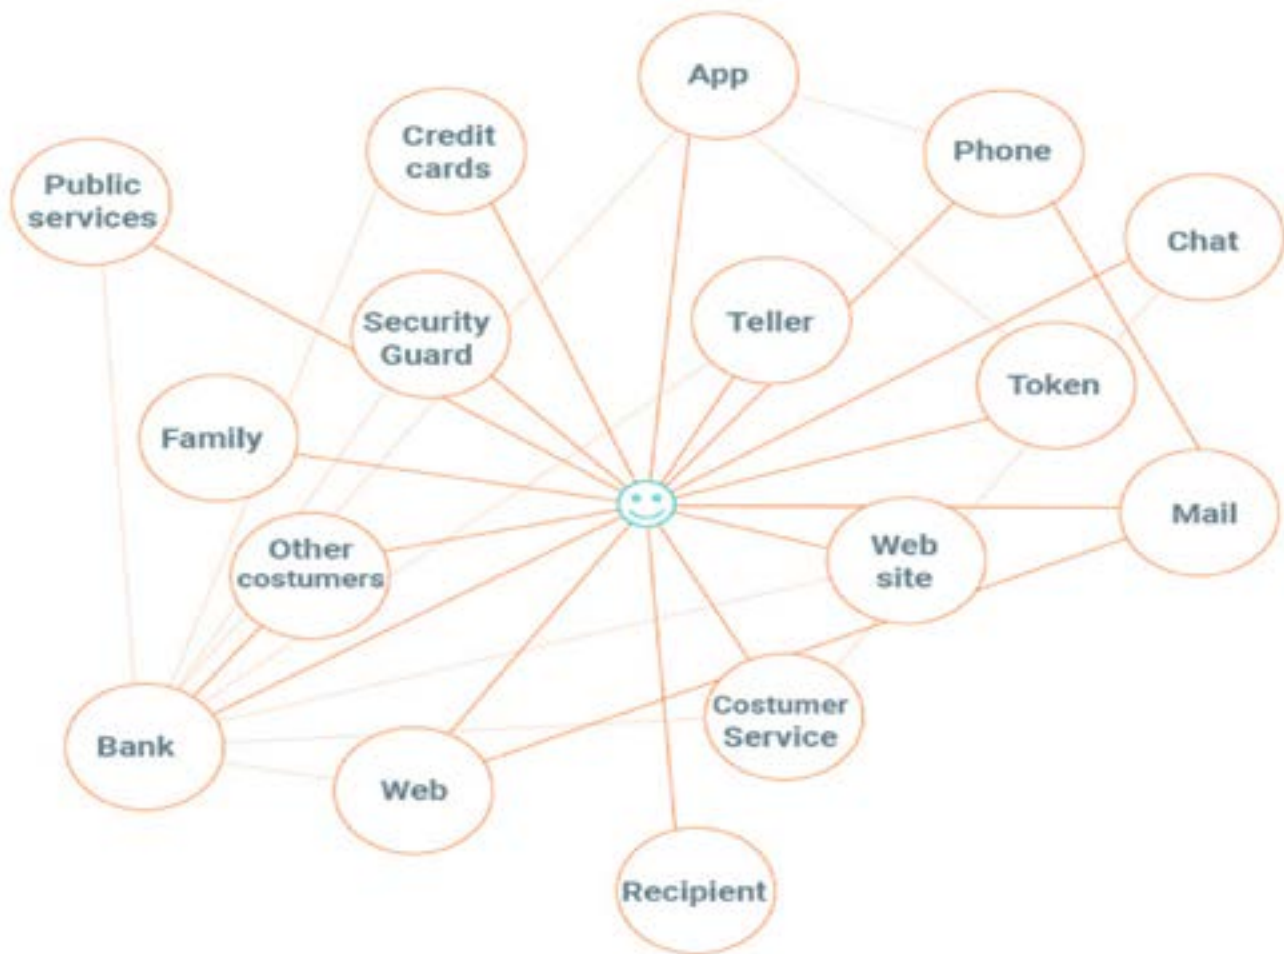 App
Credit
cards
Phone
Public
services
Chat
Security
Guard
Teller
Token
Family
Mail
Other
costumers
Web
site
Costumer
Service
Bank
Web
Recipient